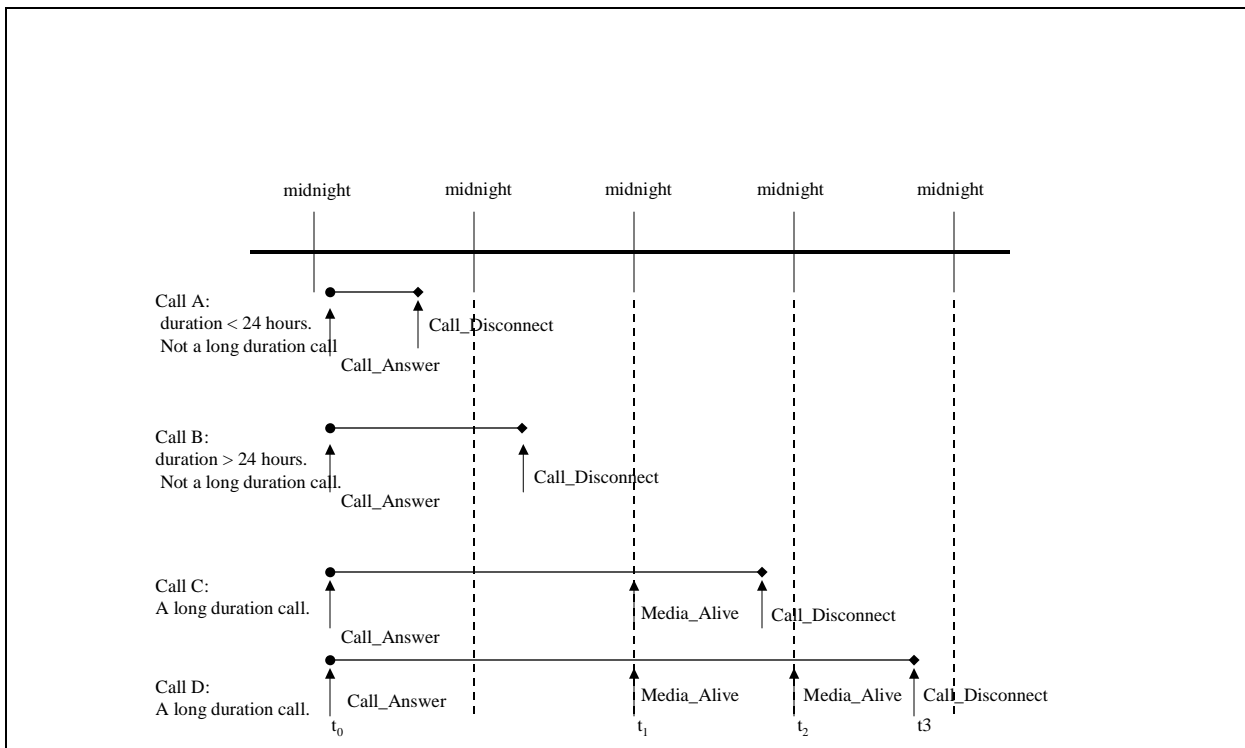 midnight midnight midnight midnight midnight
Call A:
duration < 24 hours.
Not a long duration call
Call_Disconnect
Call_Answer
Call B:
duration > 24 hours.
Not a long duration call.
Call_Disconnect
Call_Answer
Call C:
A long duration call.
Media_Alive
Call_Disconnect
Call_Answer
Call D:
A long duration call.
Call_Answer
Media_Alive
Media_Alive
Call_Disconnect
t0 t1 t2 t3